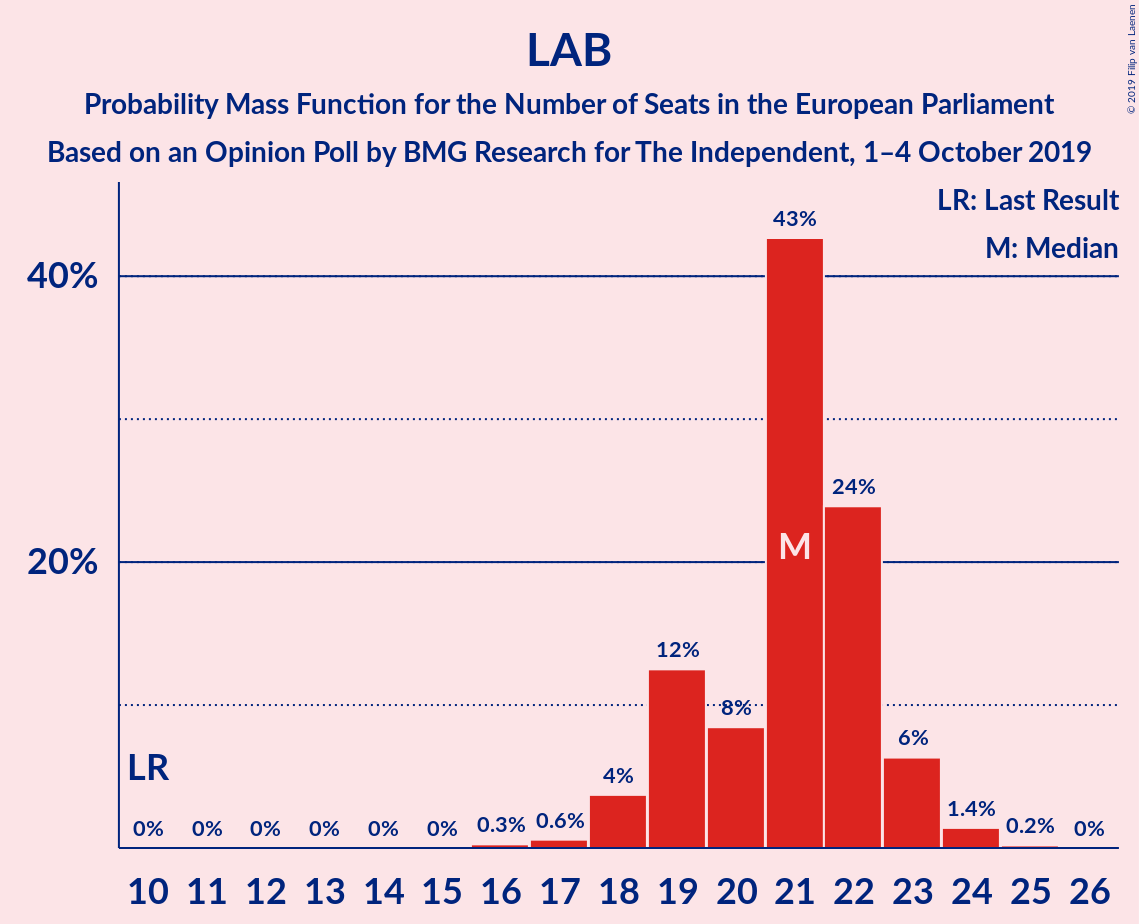 LAB
Probability Mass Function for the Number of Seats in the European Parliament
Based on an Opinion Poll by BMG Research for The Independent, 1–4 October 2019
© 2019 Filip van Laenen
LR: Last Result
M: Median
43%
40%
24%
M
20%
12%
8%
6%
LR
4%
0% 0% 0% 0% 0% 0% 0.3% 0.6% 1.4% 0.2% 0%
10 11 12 13 14 15 16 17 18 19 20 21 22 23 24 25 26